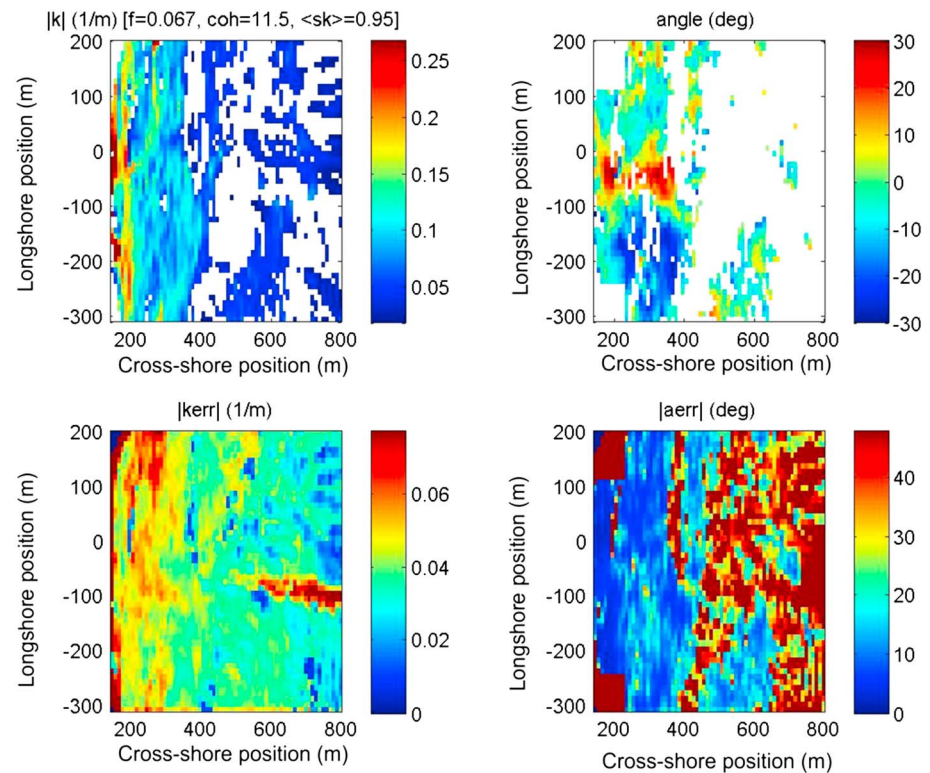 |k| (1/m) [f=0.067, coh=11.5, <sk>=0.95]
200
100
0
-100
-200
-300
Longshore position (m)
200 400 600 800
Cross-shore position (m)
0.25
0.2
0.15
0.1
0.05
angle (deg)
200
100
0
-100
-200
-300
Longshore position (m)
200 400 600 800
Cross-shore position (m)
30
20
10
-0
-10
-20
-30
|kerr| (1/m)
200
100
0
-100
-200
-300
Longshore position (m)
200 400 600 800
Cross-shore position (m)
0.06
0.04
0.02
0
|aerr| (deg)
200
100
0
-100
-200
-300
Longshore position (m)
200 400 600 800
Cross-shore position (m)
40
30
20
10
0